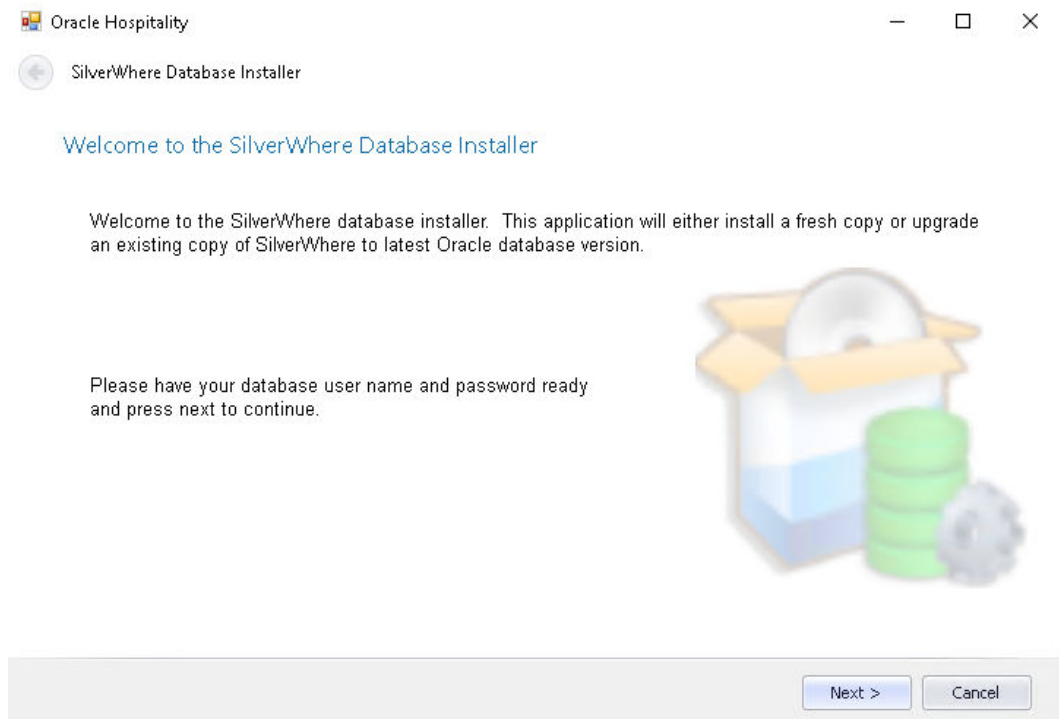 Oracle Hospitality
SilverWhere Database Installer
Welcome to the SilverWhere Database Installer
Welcome to the SilverWhere database installer. This application will either install a fresh copy or upgrade
an existing copy of SilverWhere to latest Oracle database version.
Please have your database user name and password ready
and press next to continue.
Next >
Cancel